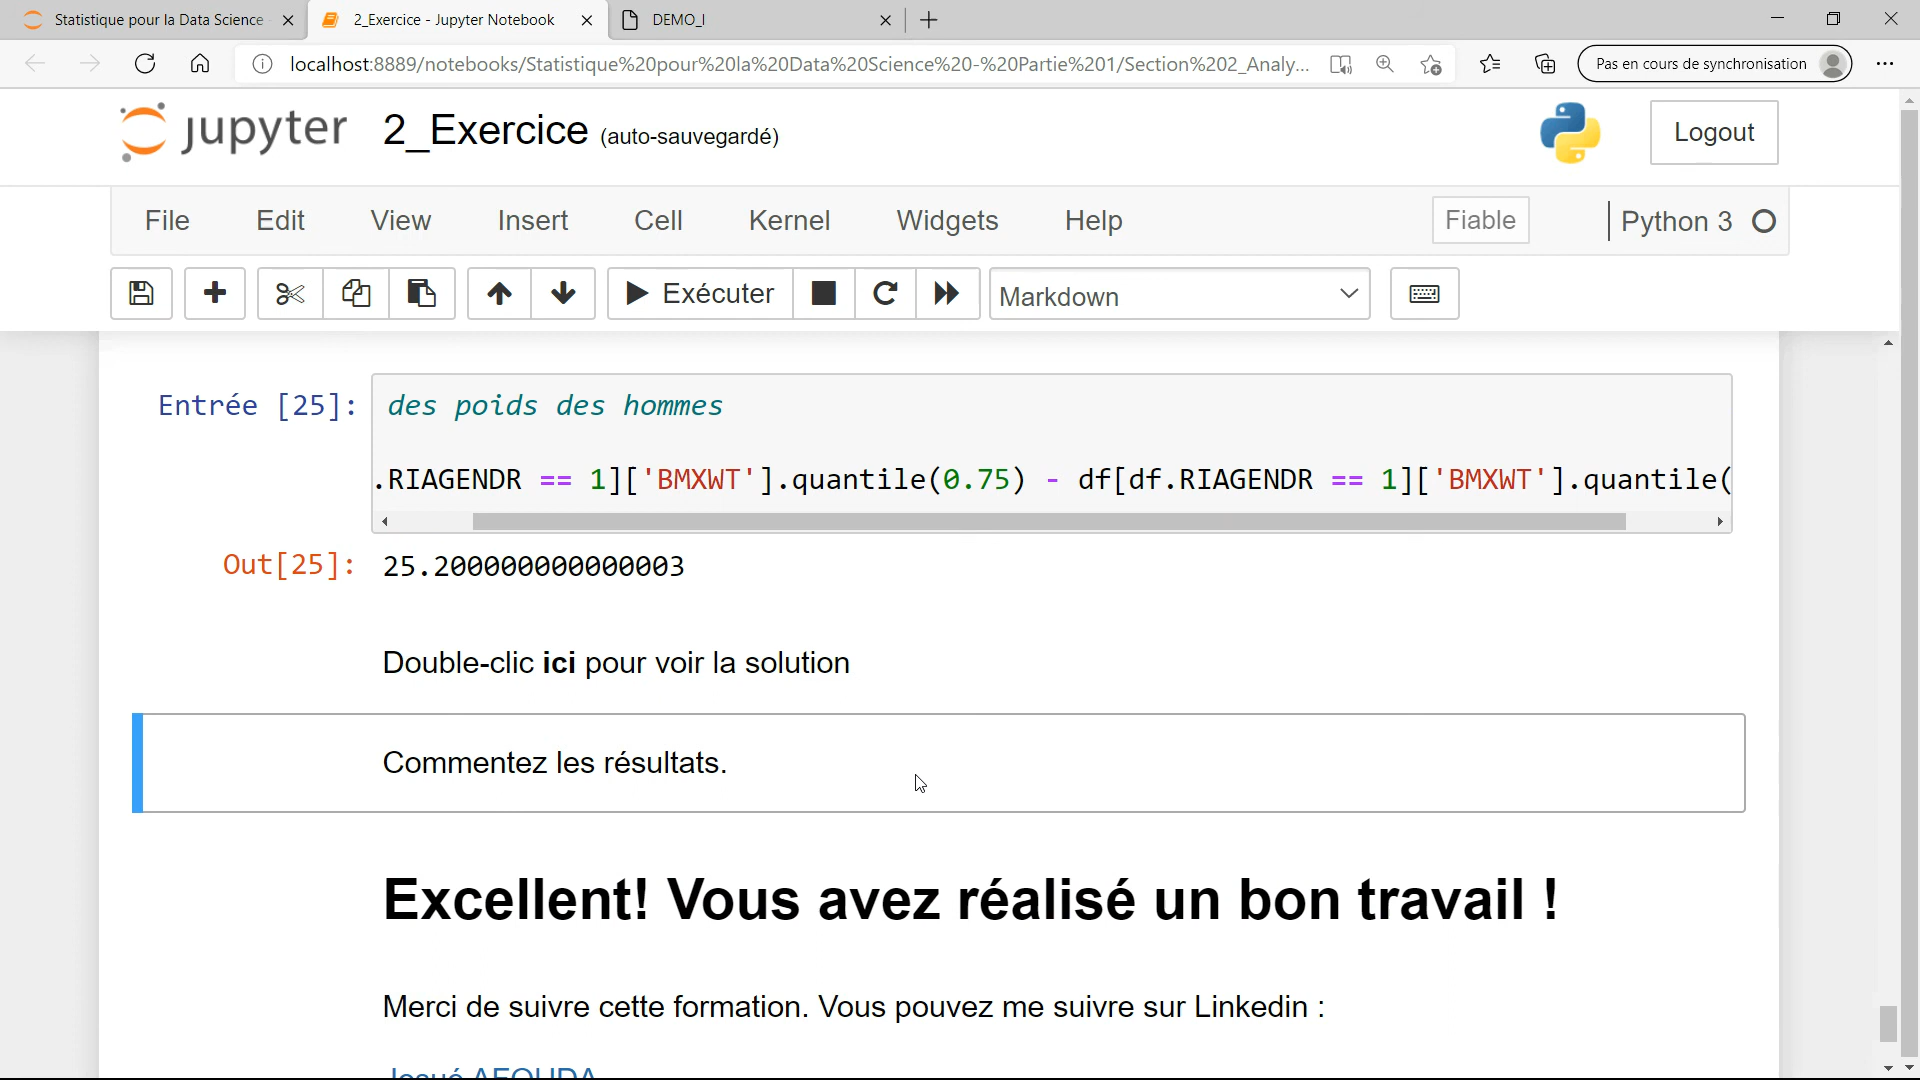 Statistique pour la Data Science
2_Exercice - Jupyter Notebook
DEMO_I
localhost:8889/notebooks/Statistique%20pour%20la%20Data%20Science%20-%20Partie%201/Section%202_Analy...
Pas en cours de synchronisation
jupyter 2_Exercice (auto-sauvegardé)
Logout
File Edit View Insert Cell Kernel Widgets Help
Fiable
Python 3
Exécuter
Markdown
Entrée [25]: des poids des hommes
.RIAGENDR == 1]['BMXWT'].quantile(0.75) - df[df.RIAGENDR == 1]['BMXWT'].quantile(
Out[25]: 25.200000000000003
Double-clic ici pour voir la solution
Commentez les résultats.
Excellent! Vous avez réalisé un bon travail !
Merci de suivre cette formation. Vous pouvez me suivre sur Linkedin :